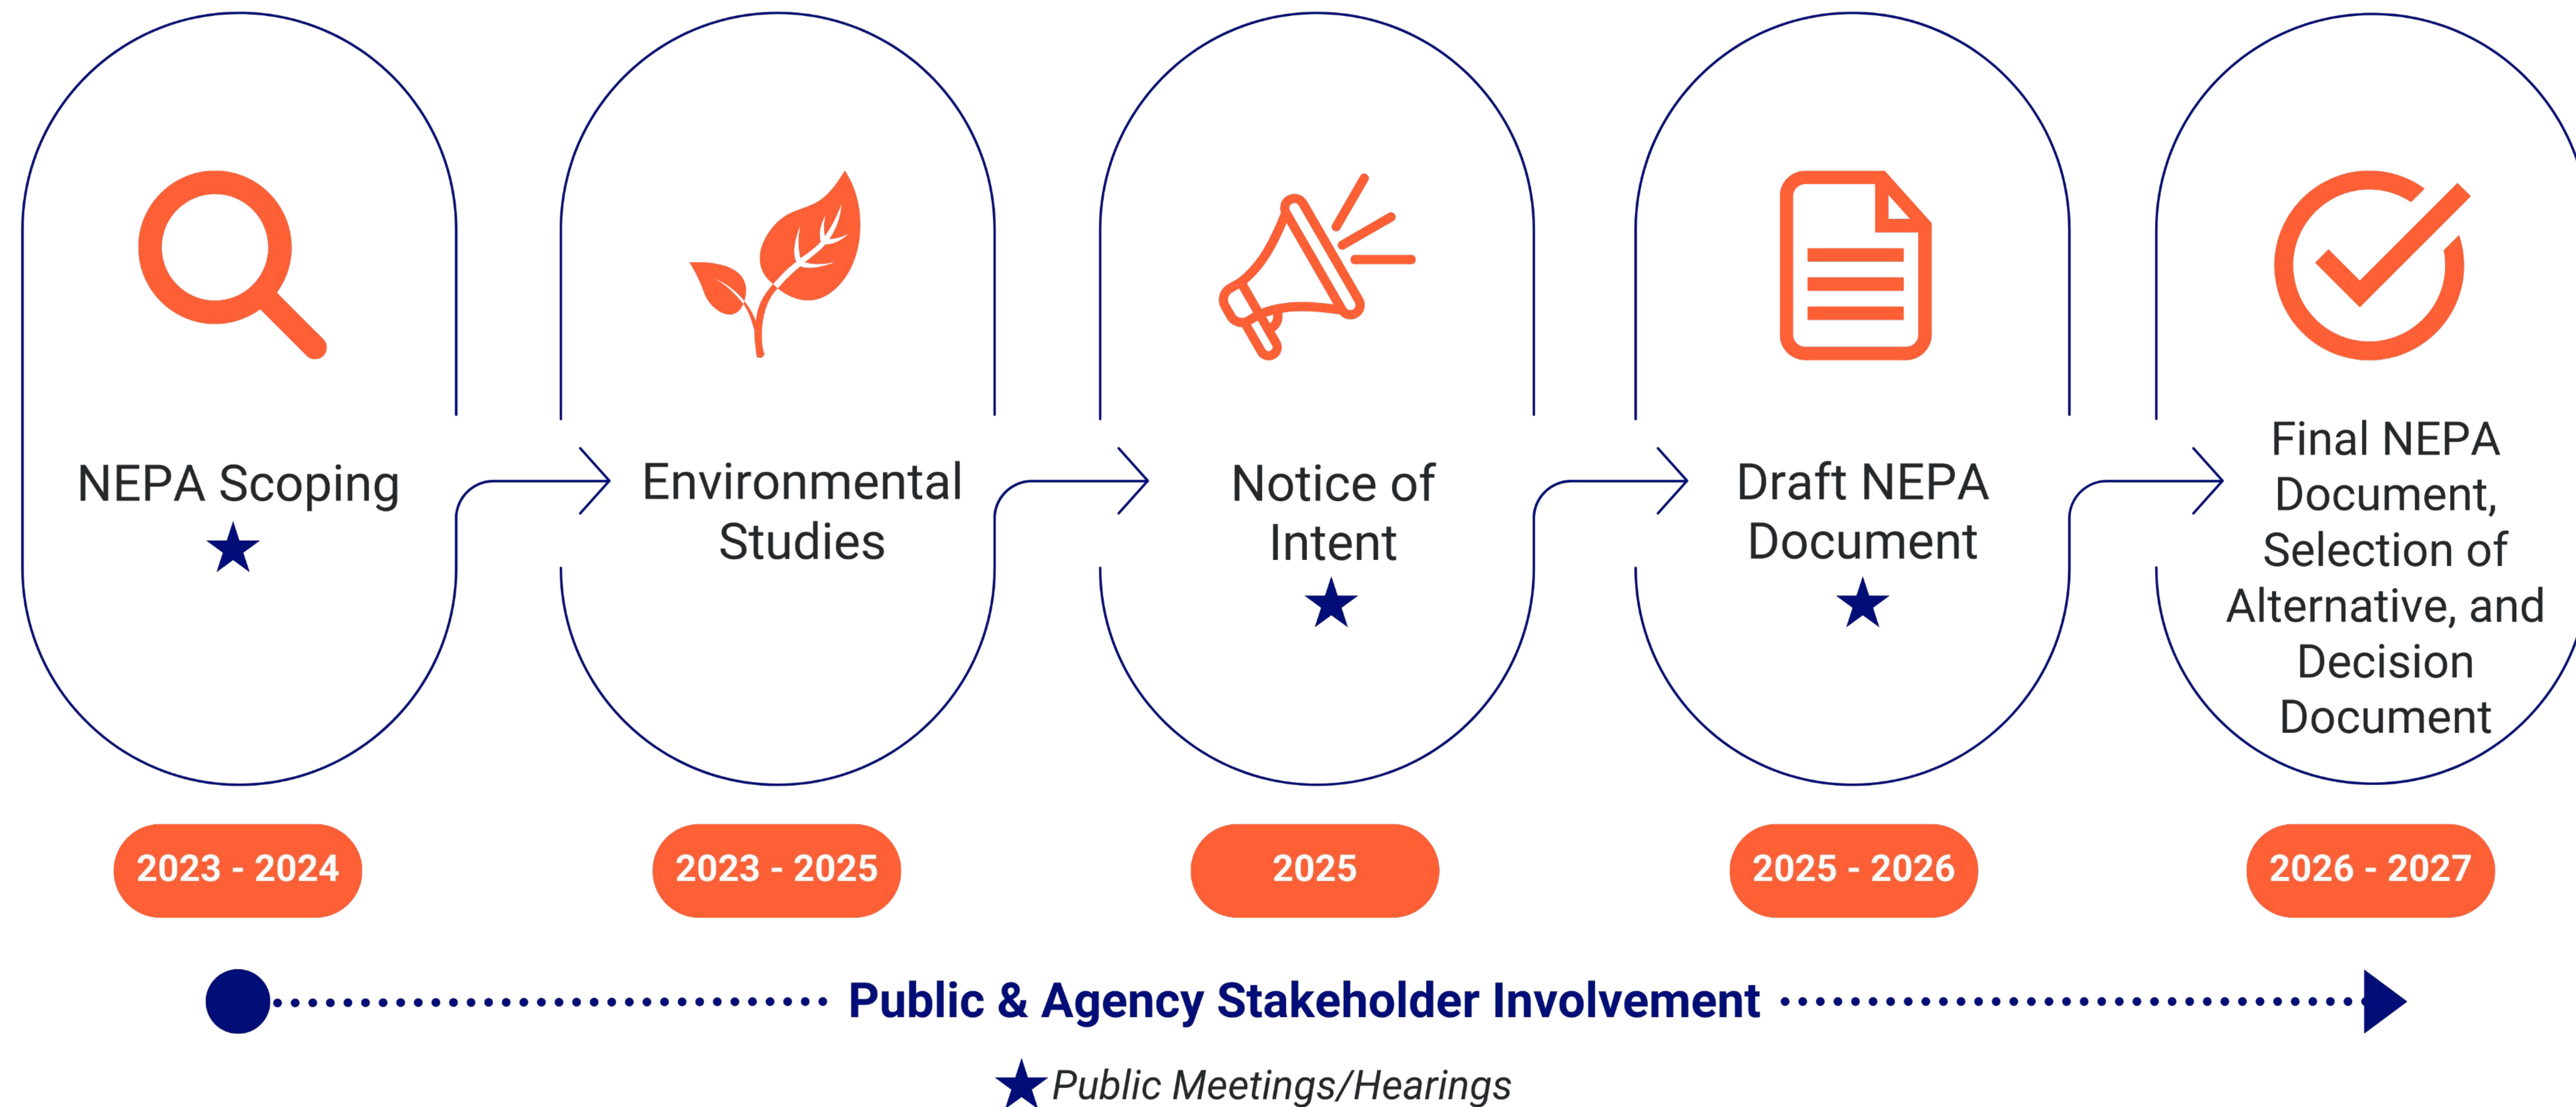 NEPA Scoping
Environmental
Studies
Notice of
Intent
Draft NEPA
Document
Final NEPA
Document,
Selection of
Alternative, and
Decision
Document
2023 - 2024
2023 - 2025
2025
2025 - 2026
2026 - 2027
Public & Agency Stakeholder Involvement
Public Meetings/Hearings